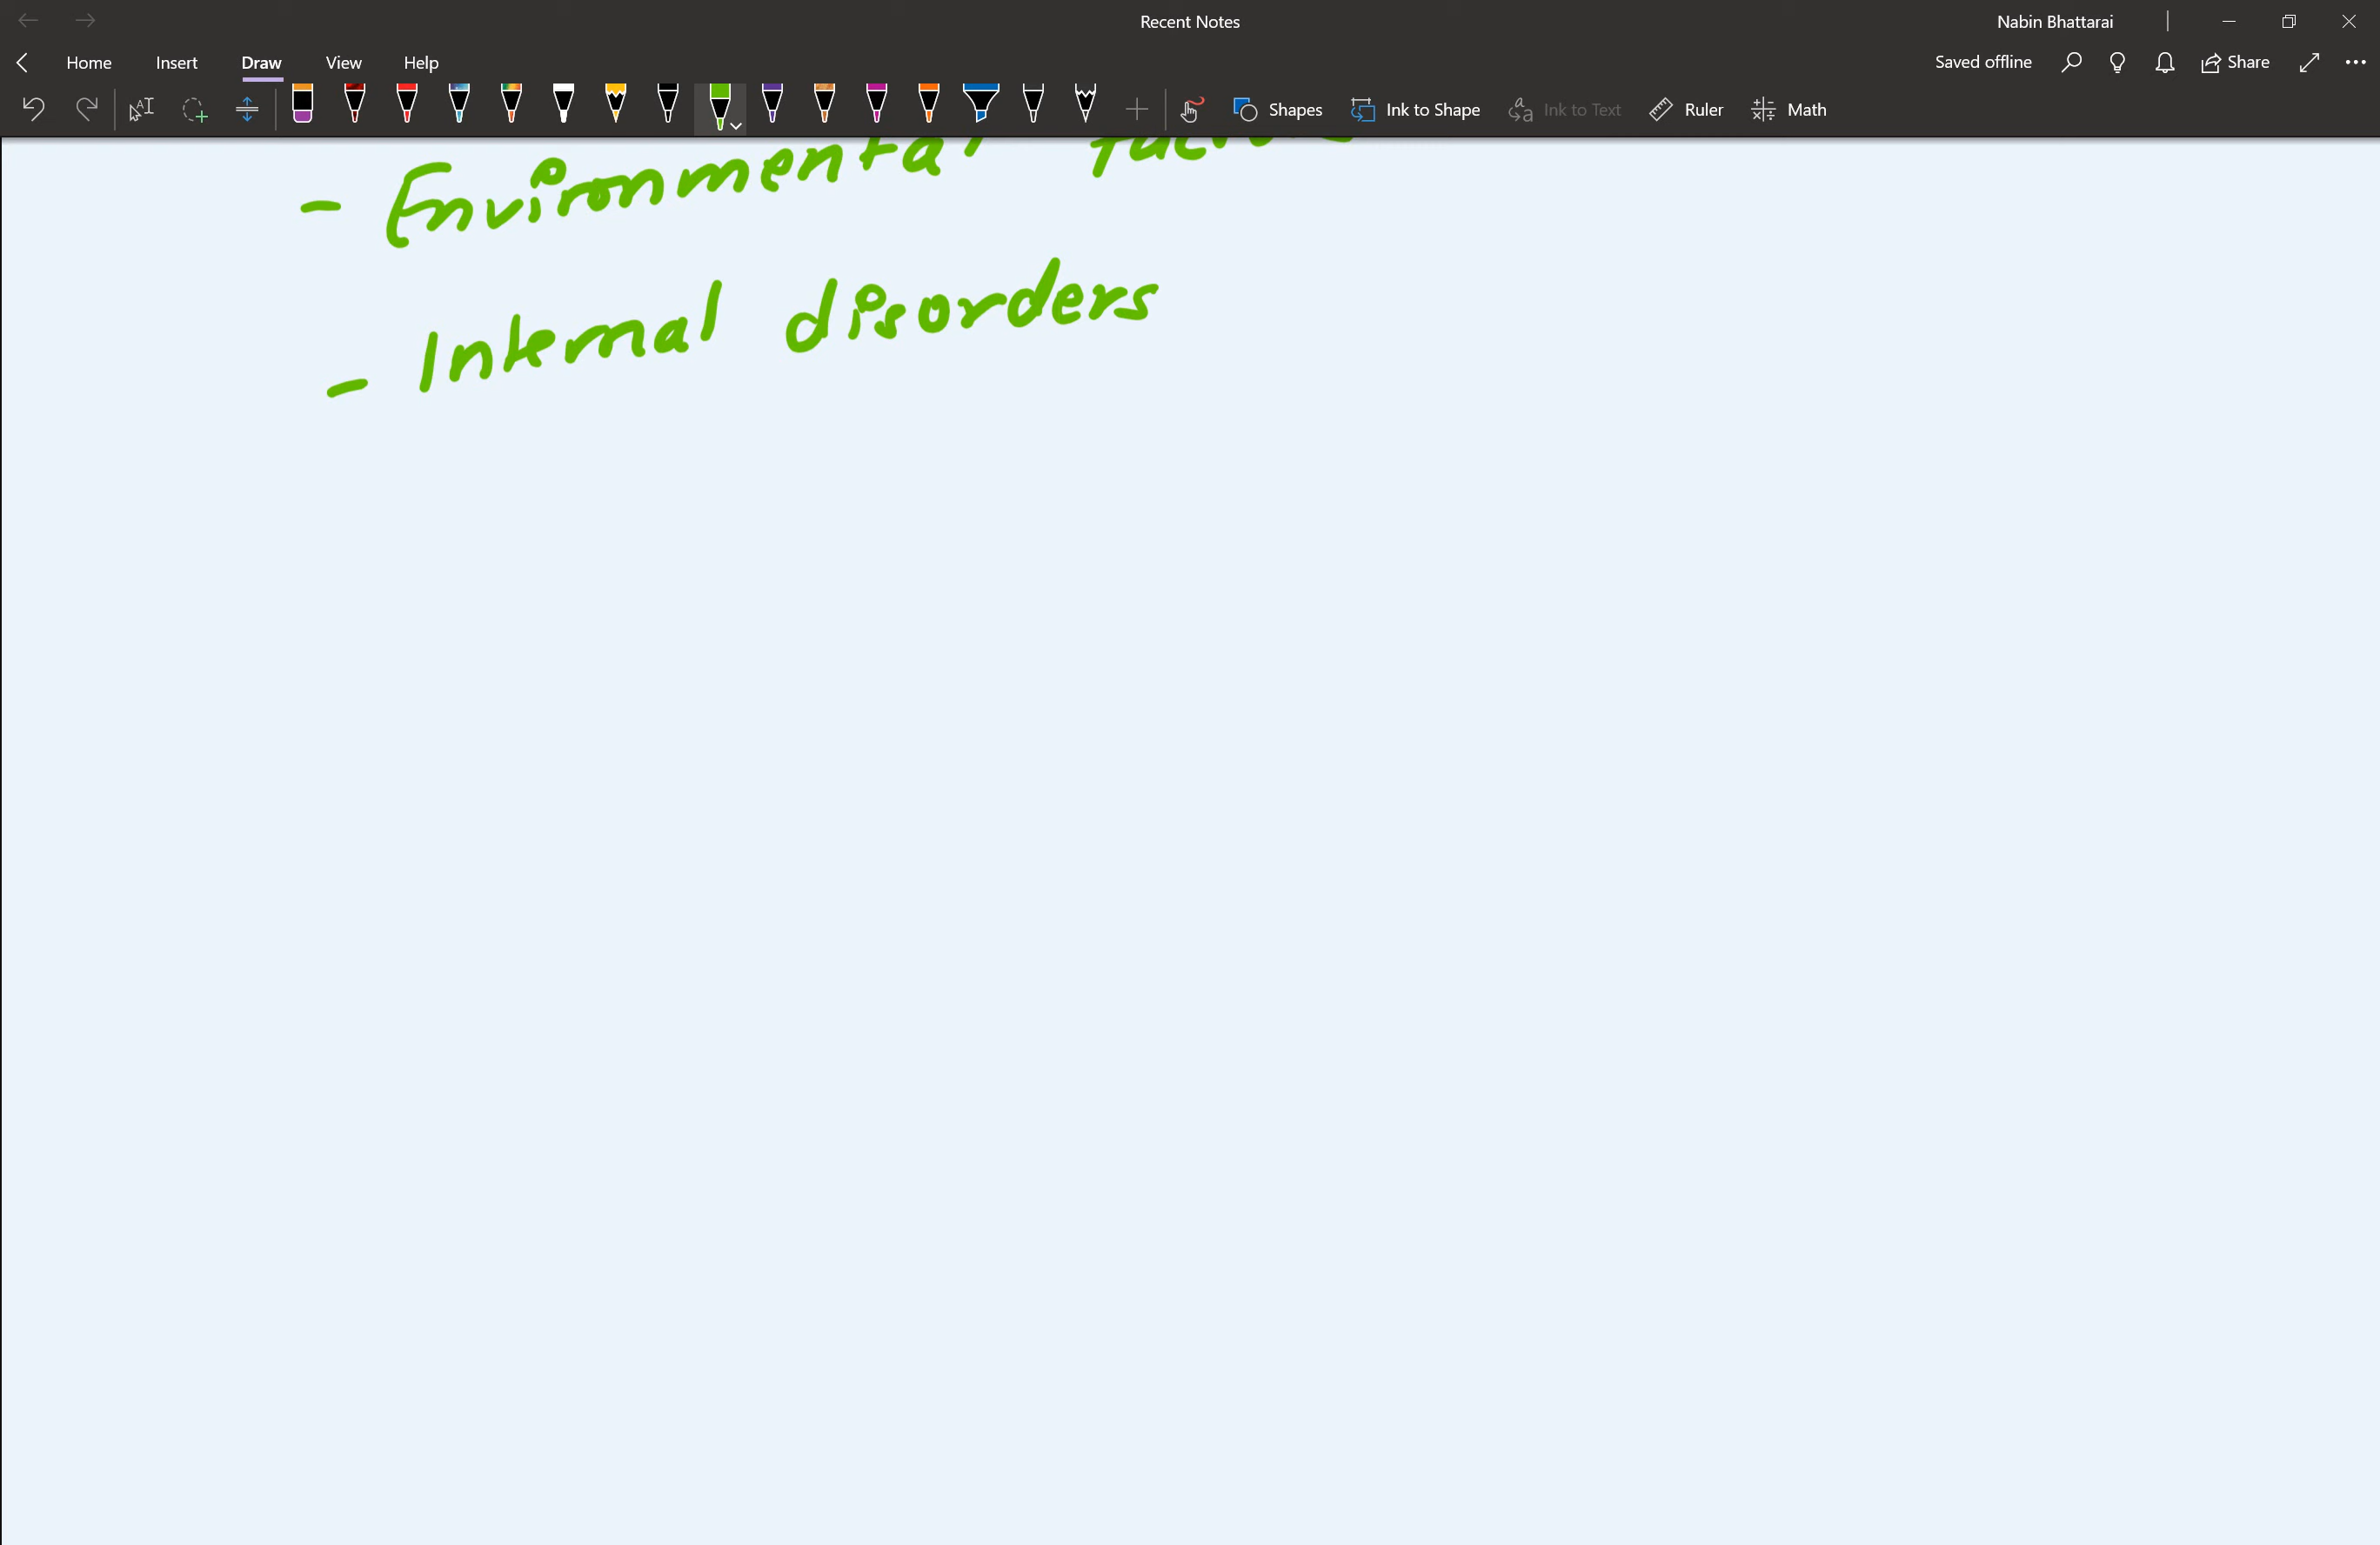 Recent Notes
Nabin Bhattarai
Home Insert Draw View Help
Saved offline
Share
Shapes Ink to Shape Ink to Text Ruler Math
- Environmental
- Internal disorders